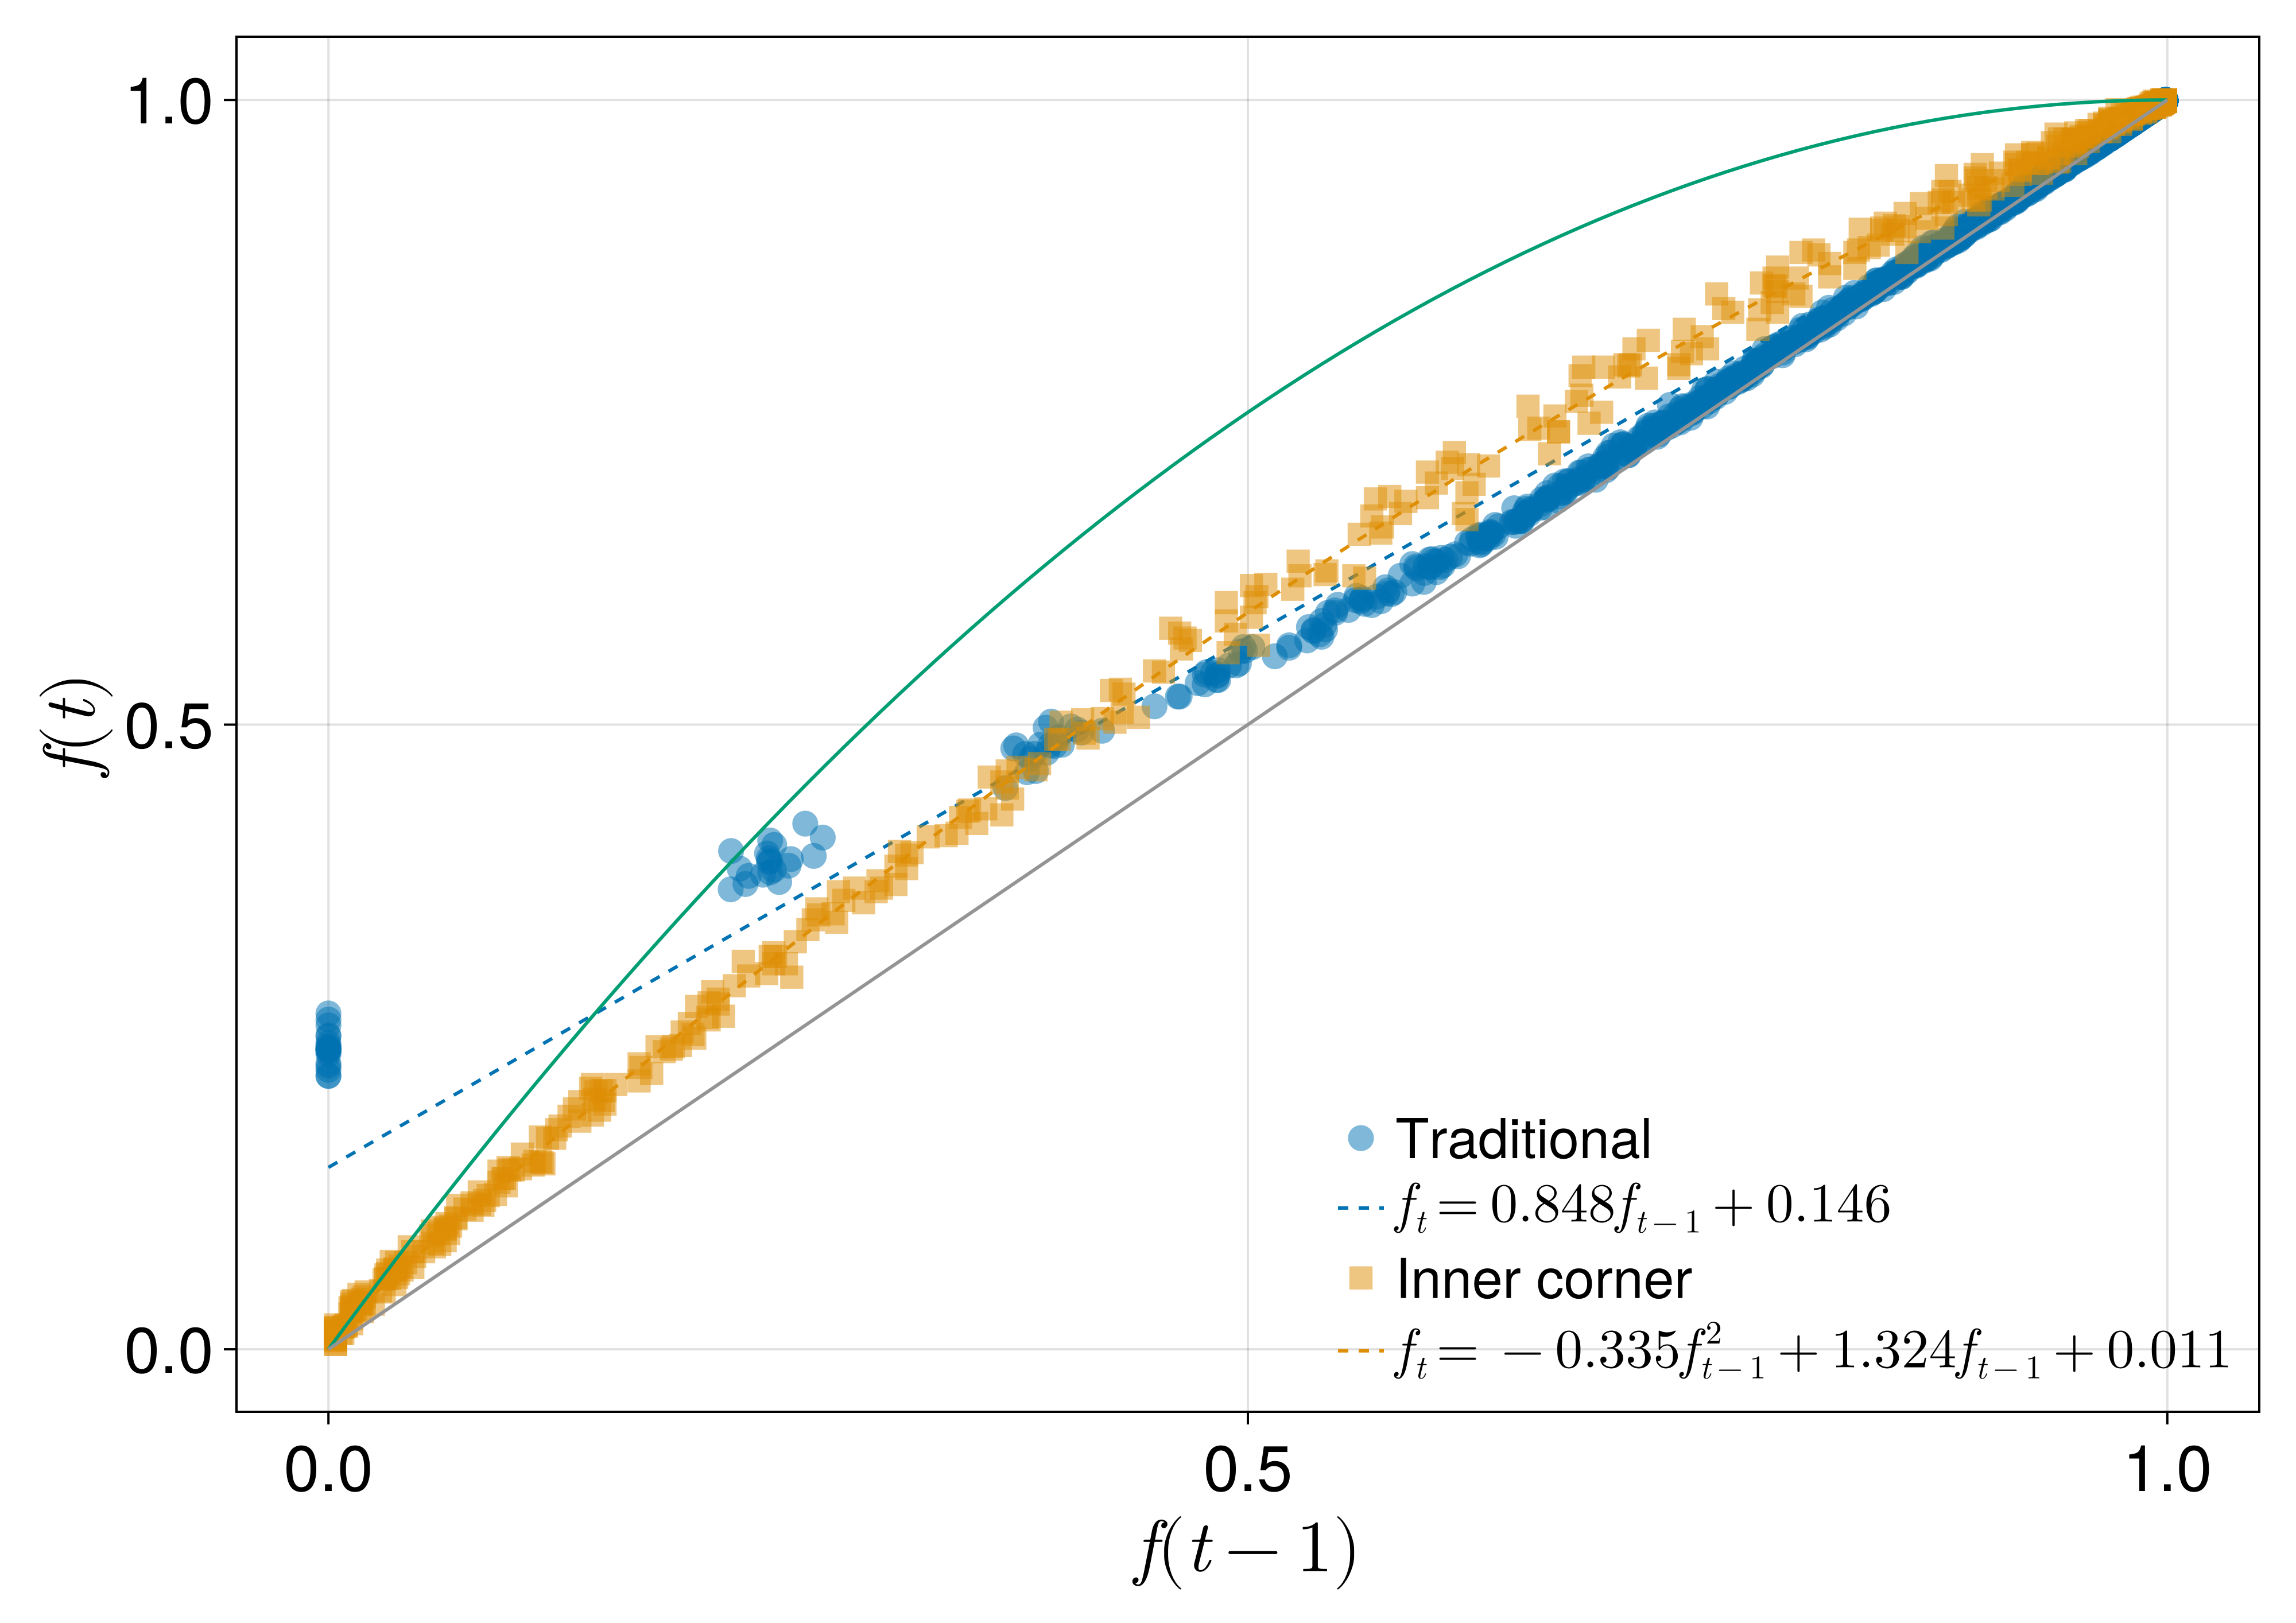 1.0
0.5
0.0
f(t)
Traditional
f_t = 0.848f_{t-1} + 0.146
Inner corner
f_t = -0.335f_{t-1}^2 + 1.324f_{t-1} + 0.011
0.0 0.5 1.0
f(t-1)